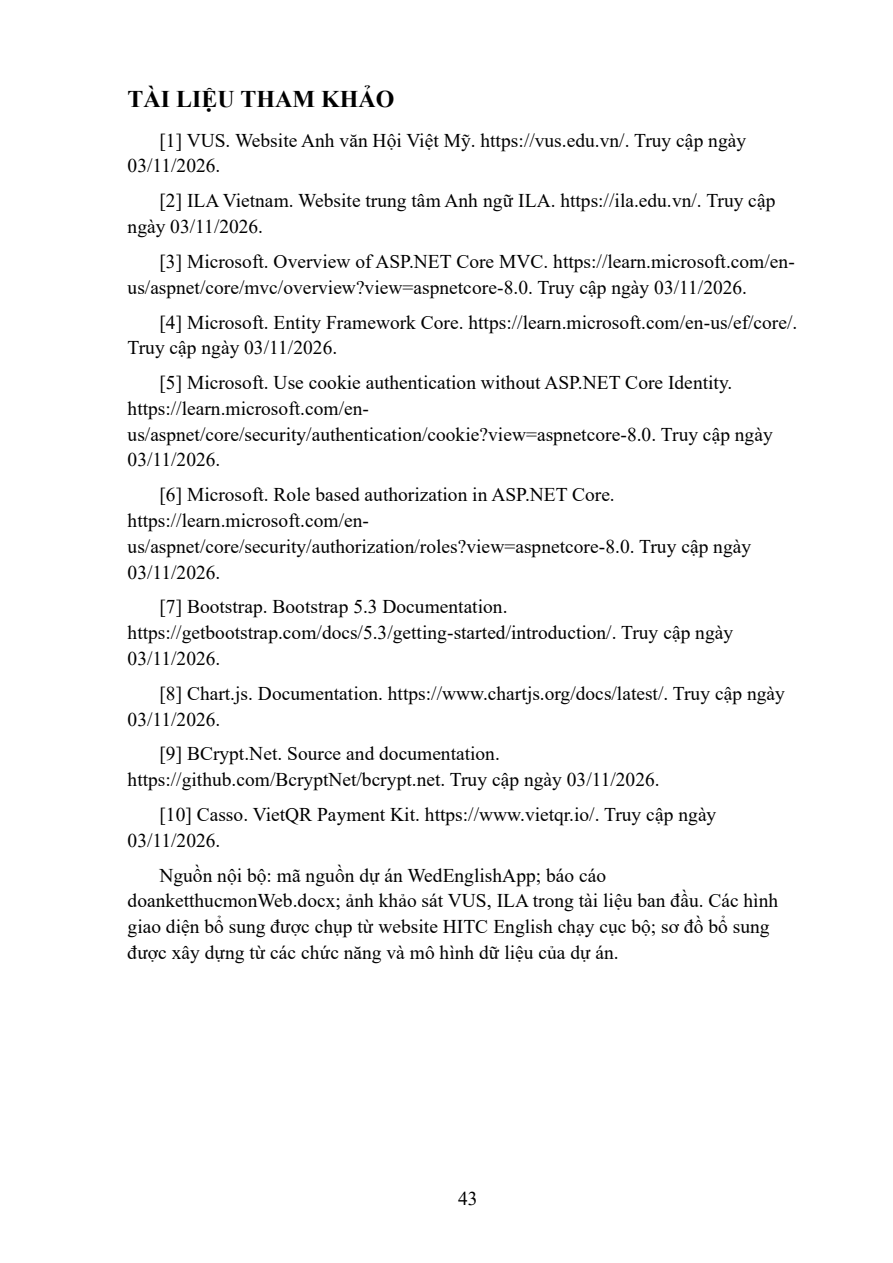 TÀI LIỆU THAM KHẢO
[1] VUS. Website Anh văn Hội Việt Mỹ. https://vus.edu.vn/. Truy cập ngày
03/11/2026.
[2] ILA Vietnam. Website trung tâm Anh ngữ ILA. https://ila.edu.vn/. Truy cập
ngày 03/11/2026.
[3] Microsoft. Overview of ASP.NET Core MVC. https://learn.microsoft.com/en-
us/aspnet/core/mvc/overview?view=aspnetcore-8.0. Truy cập ngày 03/11/2026.
[4] Microsoft. Entity Framework Core. https://learn.microsoft.com/en-us/ef/core/.
Truy cập ngày 03/11/2026.
[5] Microsoft. Use cookie authentication without ASP.NET Core Identity.
https://learn.microsoft.com/en-
us/aspnet/core/security/authentication/cookie?view=aspnetcore-8.0. Truy cập ngày
03/11/2026.
[6] Microsoft. Role based authorization in ASP.NET Core.
https://learn.microsoft.com/en-
us/aspnet/core/security/authorization/roles?view=aspnetcore-8.0. Truy cập ngày
03/11/2026.
[7] Bootstrap. Bootstrap 5.3 Documentation.
https://getbootstrap.com/docs/5.3/getting-started/introduction/. Truy cập ngày
03/11/2026.
[8] Chart.js. Documentation. https://www.chartjs.org/docs/latest/. Truy cập ngày
03/11/2026.
[9] BCrypt.Net. Source and documentation.
https://github.com/BcryptNet/bcrypt.net. Truy cập ngày 03/11/2026.
[10] Casso. VietQR Payment Kit. https://www.vietqr.io/. Truy cập ngày
03/11/2026.
Nguồn nội bộ: mã nguồn dự án WedEnglishApp; báo cáo
doanketthucmonWeb.docx; ảnh khảo sát VUS, ILA trong tài liệu ban đầu. Các hình
giao diện bổ sung được chụp từ website HITC English chạy cục bộ; sơ đồ bổ sung
được xây dựng từ các chức năng và mô hình dữ liệu của dự án.
43